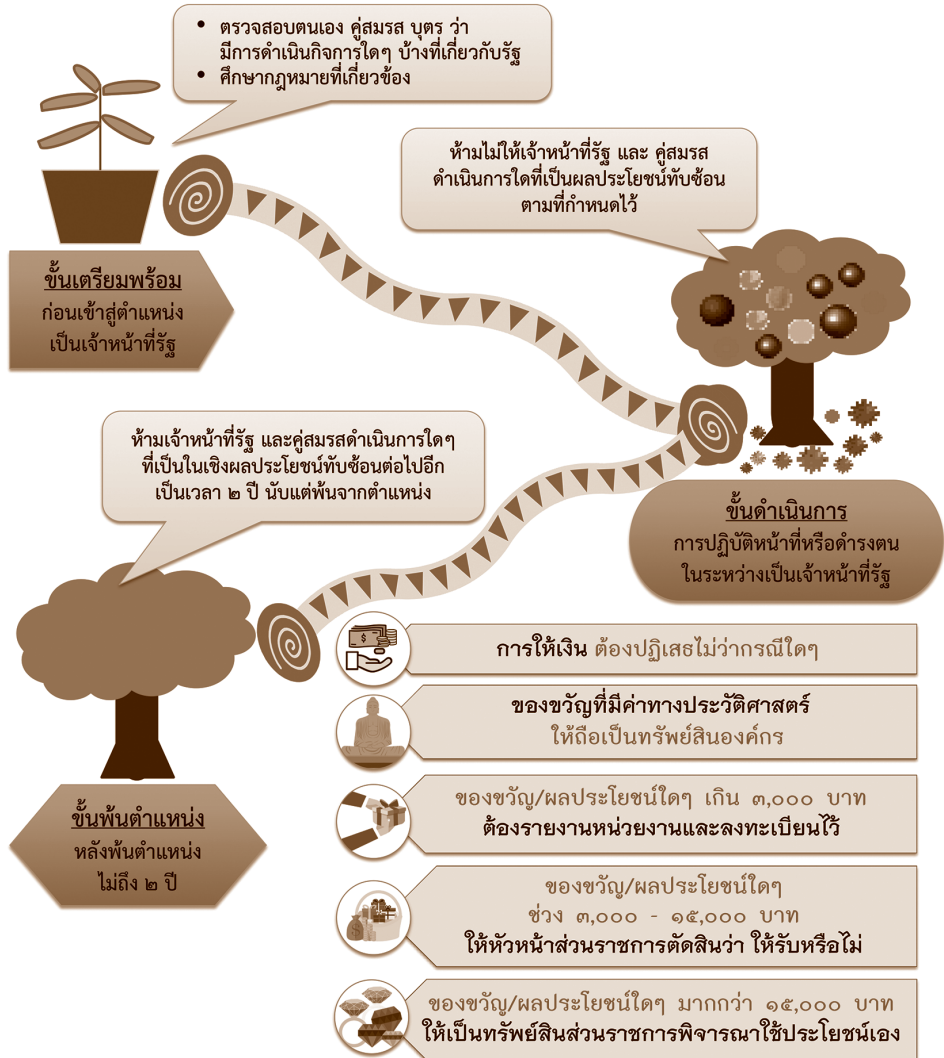 • ตรวจสอบตนเอง คู่สมรส บุตร ว่า
มีการดำเนินกิจการใดๆ บ้างที่เกี่ยวกับรัฐ
• ศึกษากฎหมายที่เกี่ยวข้อง
ขั้นเตรียมพร้อม
ก่อนเข้าสู่ตำแหน่ง
เป็นเจ้าหน้าที่รัฐ
ห้ามไม่ให้เจ้าหน้าที่รัฐ และ คู่สมรส
ดำเนินการใดที่เป็นผลประโยชน์ทับซ้อน
ตามที่กำหนดไว้
ขั้นดำเนินการ
การปฏิบัติหน้าที่หรือดำรงตน
ในระหว่างเป็นเจ้าหน้าที่รัฐ
ห้ามเจ้าหน้าที่รัฐ และคู่สมรสดำเนินการใดๆ
ที่เป็นในเชิงผลประโยชน์ทับซ้อนต่อไปอีก
เป็นเวลา ๒ ปี นับแต่พ้นจากตำแหน่ง
ขั้นพ้นตำแหน่ง
หลังพ้นตำแหน่ง
ไม่ถึง ๒ ปี
การให้เงิน ต้องปฏิเสธไม่ว่ากรณีใดๆ
ของขวัญที่มีค่าทางประวัติศาสตร์
ให้ถือเป็นทรัพย์สินองค์กร
ของขวัญ/ผลประโยชน์ใดๆ เกิน ๓,๐๐๐ บาท
ต้องรายงานหน่วยงานและลงทะเบียนไว้
ของขวัญ/ผลประโยชน์ใดๆ
ช่วง ๓,๐๐๐ - ๑๕,๐๐๐ บาท
ให้หัวหน้าส่วนราชการตัดสินว่า ให้รับหรือไม่
ของขวัญ/ผลประโยชน์ใดๆ มากกว่า ๑๕,๐๐๐ บาท
ให้เป็นทรัพย์สินส่วนราชการพิจารณาใช้ประโยชน์เอง